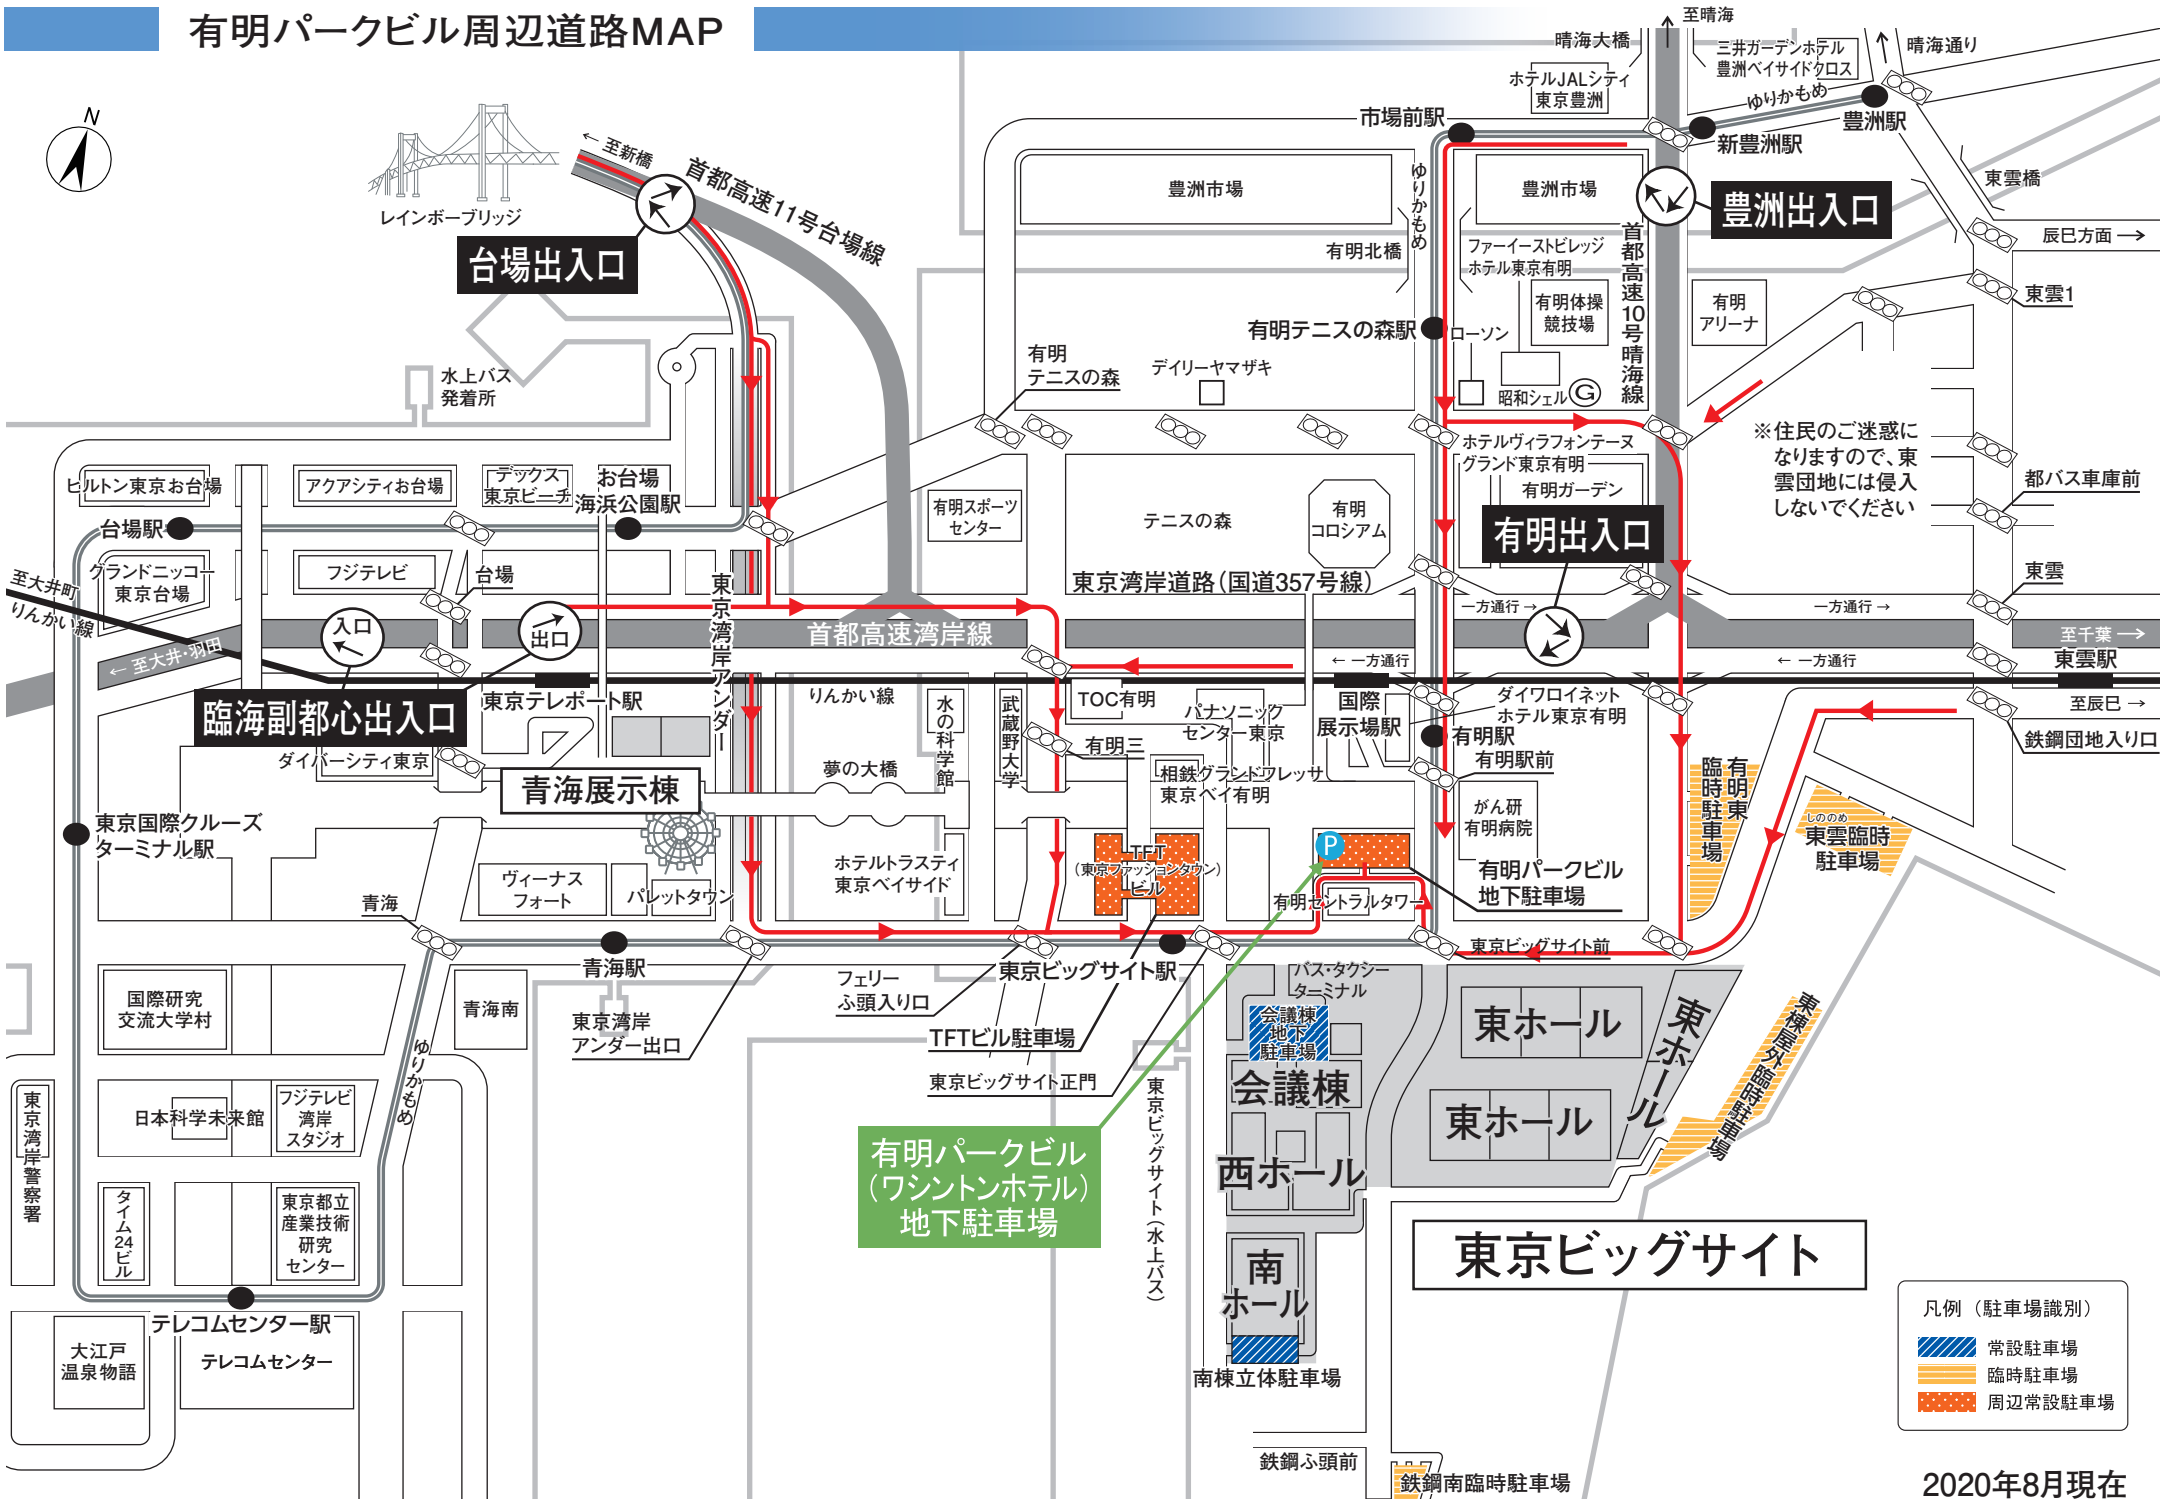 有明パークビル周辺道路MAP
至晴海
晴海大橋
三井ガーデンホテル
豊洲ベイサイドクロス
晴海通り
ホテルJALシティ
東京豊洲
ゆりかもめ
市場前駅
豊洲駅
新豊洲駅
N
← 至新橋
首都高速11号台場線
レインボーブリッジ
台場出入口
豊洲市場
豊洲市場
ゆりかもめ
豊洲出入口
東雲橋
辰巳方面 →
有明北橋
ファーイーストビレッジ
ホテル東京有明
首都高速10号晴海線
有明体操
競技場
有明
アリーナ
東雲1
有明テニスの森駅
ローソン
有明
テニスの森
デイリーヤマザキ
昭和シェル
G
水上バス
発着所
※住民のご迷惑に
なりますので、東
雲団地には侵入
しないでください
ホテルヴィラフォンテーヌ
グランド東京有明
有明ガーデン
都バス車庫前
ヒルトン東京お台場
アクアシティお台場
デックス
東京ビーチ
お台場
海浜公園駅
台場駅
有明スポーツ
センター
テニスの森
有明
コロシアム
有明出入口
グランドニッコー
東京台場
フジテレビ
台場
東京湾岸アンダー
東京湾岸道路(国道357号線)
東雲
至大井町
りんかい線
一方通行 →
一方通行 →
入口
出口
首都高速湾岸線
← 至大井・羽田
至千葉 →
← 一方通行
← 一方通行
東雲駅
臨海副都心出入口
東京テレポート駅
りんかい線
水の科学館
武蔵野大学
TOC有明
パナソニック
センター東京
国際
展示場駅
ダイワロイネット
ホテル東京有明
至辰巳 →
有明駅
有明駅前
鉄鋼団地入り口
有明三
ダイバーシティ東京
青海展示棟
夢の大橋
相鉄グランドフレッサ
東京ベイ有明
有明東
臨時駐車場
がん研
有明病院
しののめ
東雲臨時
駐車場
東京国際クルーズ
ターミナル駅
P
TFT
(東京ファッションタウン)
ビル
ホテルトラスティ
東京ベイサイド
ヴィーナス
フォート
パレットタウン
有明パークビル
地下駐車場
有明セントラルタワー
青海
青海駅
東京ビッグサイト駅
東京ビッグサイト前
フェリー
ふ頭入り口
バス・タクシー
ターミナル
国際研究
交流大学村
青海南
東京湾岸
アンダー出口
TFTビル駐車場
東京ビッグサイト正門
会議棟
地下
駐車場
会議棟
東ホール
東ホール
東ホール
東棟屋外臨時駐車場
ゆりかもめ
東京湾岸警察署
日本科学未来館
フジテレビ
湾岸
スタジオ
東京ビッグサイト(水上バス)
有明パークビル
(ワシントンホテル)
地下駐車場
西ホール
タイム24ビル
東京都立
産業技術
研究
センター
東京ビッグサイト
南
ホール
テレコムセンター駅
大江戸
温泉物語
テレコムセンター
南棟立体駐車場
凡例（駐車場識別）
常設駐車場
臨時駐車場
周辺常設駐車場
鉄鋼ふ頭前
鉄鋼南臨時駐車場
2020年8月現在